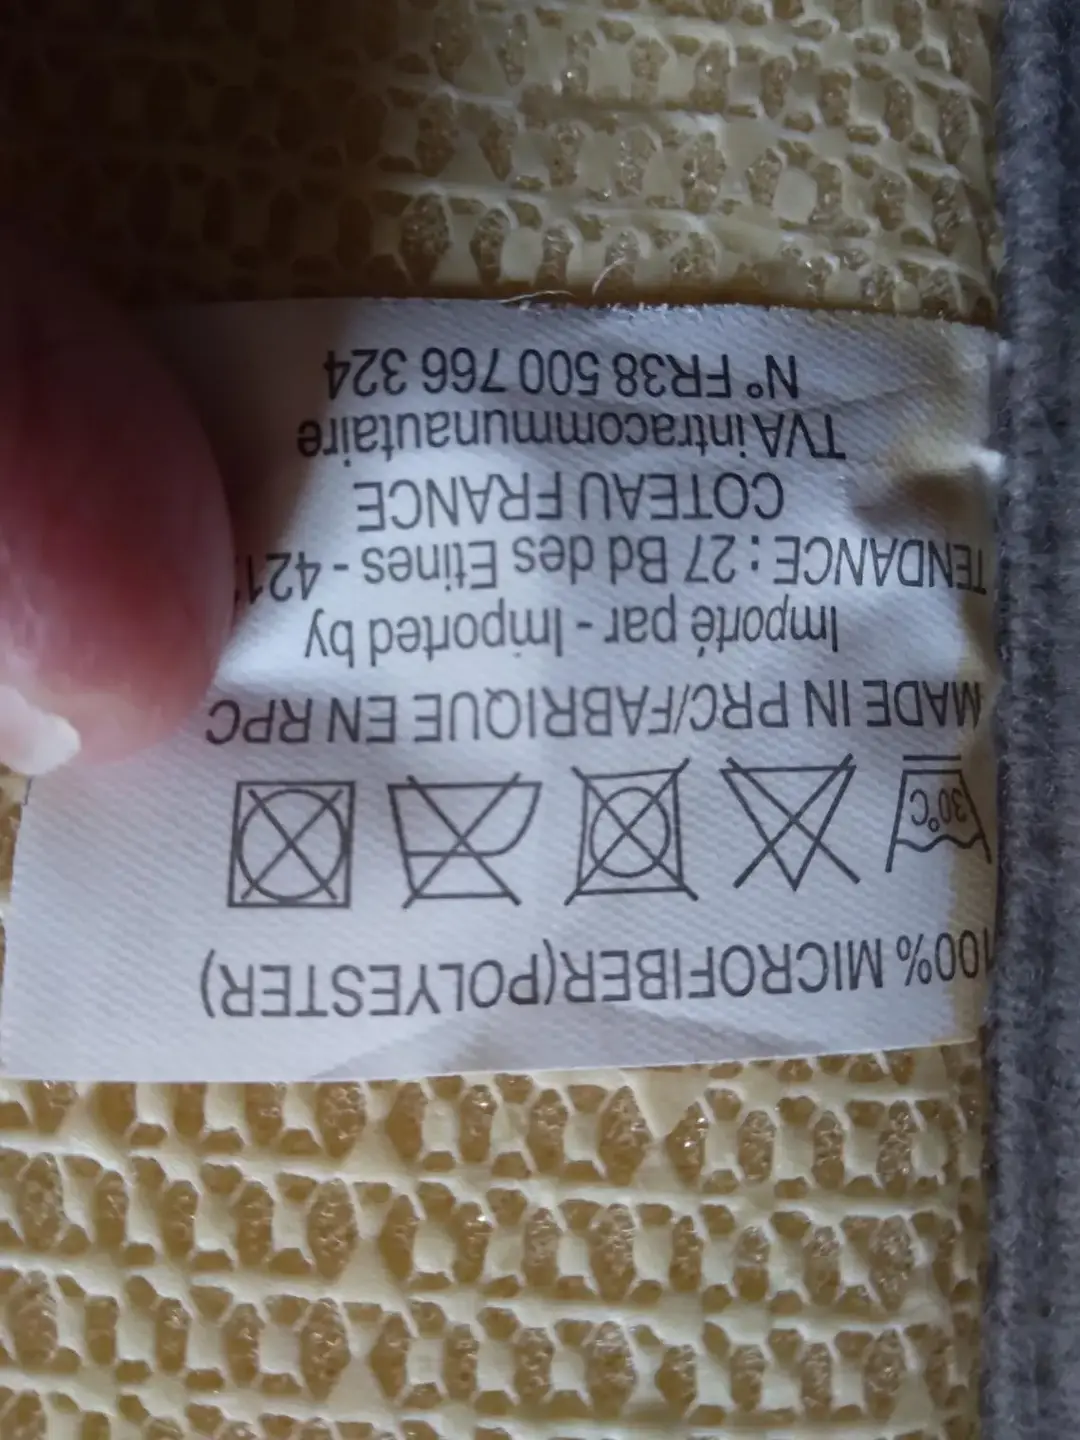 100% MICROFIBER(POLYESTER)
30°C
MADE IN PRC/FABRIQUE EN RPC
Importé par - Imported by
TENDANCE : 27 Bd des Etines -
COTEAU FRANCE
TVA intracommunautaire
N° FR38 500 766 324